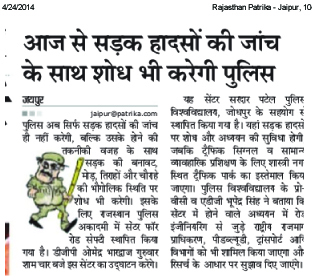 4/24/2014
Rajasthan Patrika - Jaipur, 10
आज से सड़क हादसों की जांच
के साथ शोध भी करेगी पुलिस
जयपुर
jaipur@patrika.com
पुलिस अब सिर्फ सड़क हादसों की जांच
ही नहीं करेगी, बल्कि उसके होने की
तकनीकी वजह के साथ
सड़क की बनावट,
मोड़, तिराहों और चौराहे
की भौगोलिक स्थिति पर
शोध भी करेगी। इसके
लिए राजस्थान पुलिस
अकादमी में सेंटर फॉर
रोड सेफ्टी स्थापित किया
गया है। डीजीपी ओमेन्द्र भारद्वाज गुरुवार
शाम चार बजे इस सेंटर का उद्घाटन करेंगे।
यह सेंटर सरदार पटेल पुलिस
विश्वविद्यालय, जोधपुर के सहयोग
स्थापित किया गया है। यहां सड़क हादसे
पर शोध और अध्ययन की सुविधा होगी
जबकि ट्रैफिक सिग्नल व सामान
व्यावहारिक प्रशिक्षण के लिए शास्त्री नग
स्थित ट्रैफिक पार्क का इस्तेमाल किय
जाएगा। पुलिस विश्वविद्यालय के प्रो
वीसी व एडीजी भूपेंद्र सिंह ने बताया कि
सेंटर में होने वाले अध्ययन में रोड
इंजीनियरिंग से जुड़े राष्ट्रीय राजमार्ग
प्राधिकरण, पीडब्ल्यूडी, ट्रांसपोर्ट आदि
विभागों को भी शामिल किया जाएगा और
रिसर्च के आधार पर सुझाव दिए जाएंगे।